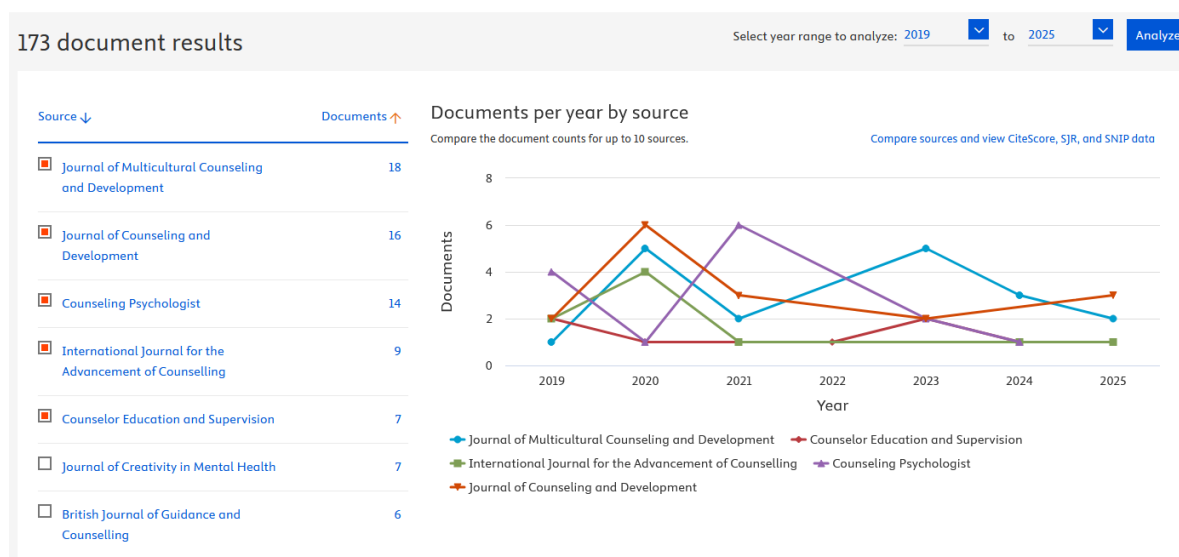 173 document results
Select year range to analyze: 2019 to 2025 Analyze
Source Documents
Journal of Multicultural Counseling
and Development
18
Journal of Counseling and
Development
16
Counseling Psychologist 14
International Journal for the
Advancement of Counselling
9
Counselor Education and Supervision 7
Journal of Creativity in Mental Health 7
British Journal of Guidance and
Counselling
6
Documents per year by source
Compare the document counts for up to 10 sources.
Compare sources and view CiteScore, SJR, and SNIP data
8
6
4
2
0
Documents
2019 2020 2021 2022 2023 2024 2025
Year
Journal of Multicultural Counseling and Development Counselor Education and Supervision
International Journal for the Advancement of Counselling Counseling Psychologist
Journal of Counseling and Development